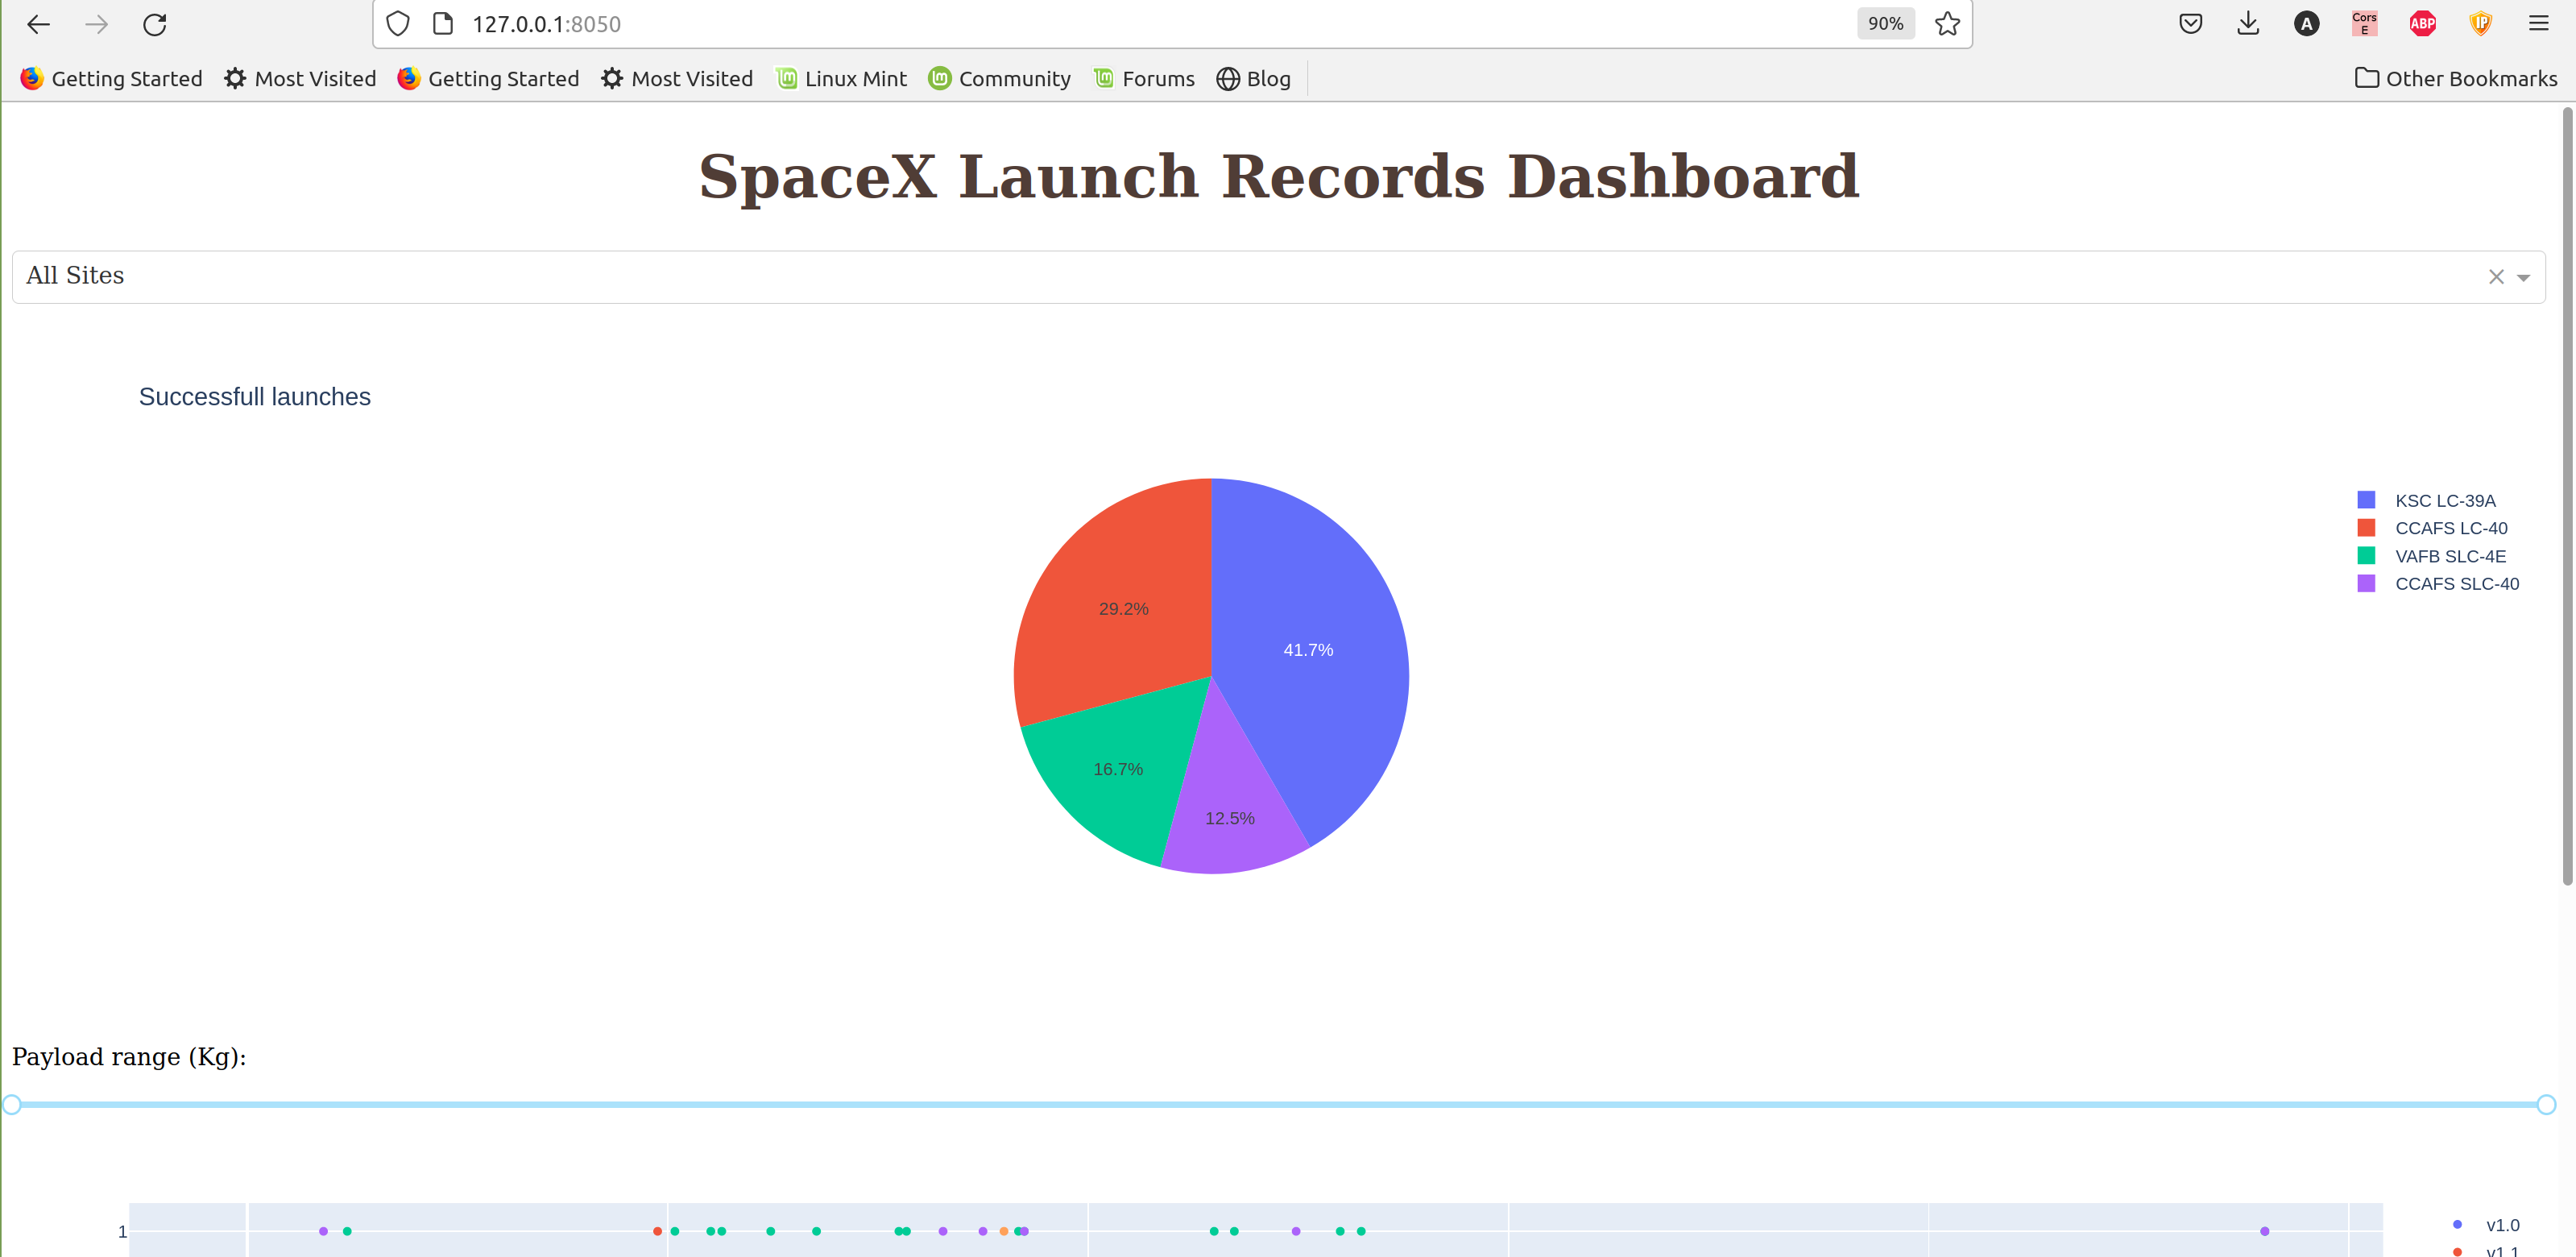 127.0.0.1:8050
90%
A
Cors
E
ABP
IP
Getting Started
Most Visited
Getting Started
Most Visited
Linux Mint
Community
Forums
Blog
Other Bookmarks
SpaceX Launch Records Dashboard
All Sites
Successfull launches
KSC LC-39A
CCAFS LC-40
VAFB SLC-4E
CCAFS SLC-40
29.2%
41.7%
16.7%
12.5%
Payload range (Kg):
1
v1.0
v1.1